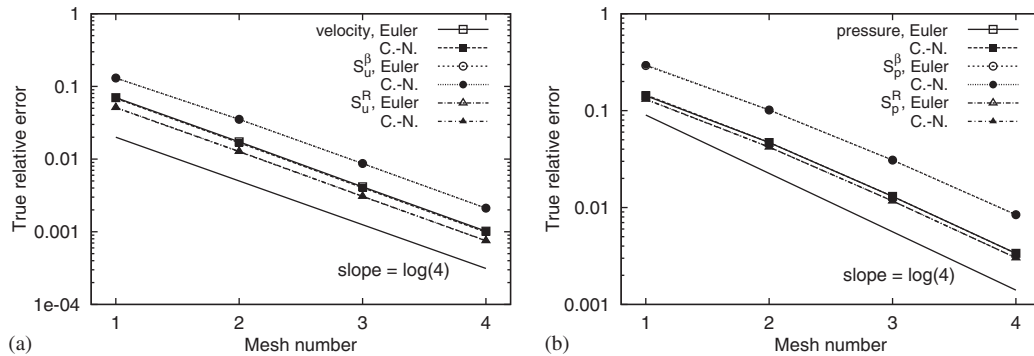 1
0.1
0.01
0.001
1e-04
True relative error
velocity, Euler
C.-N.
S_u^β, Euler
C.-N.
S_u^R, Euler
C.-N.
slope = log(4)
1 2 3 4
Mesh number
(a)
1
0.1
0.01
0.001
True relative error
pressure, Euler
C.-N.
S_p^β, Euler
C.-N.
S_p^R, Euler
C.-N.
slope = log(4)
1 2 3 4
Mesh number
(b)